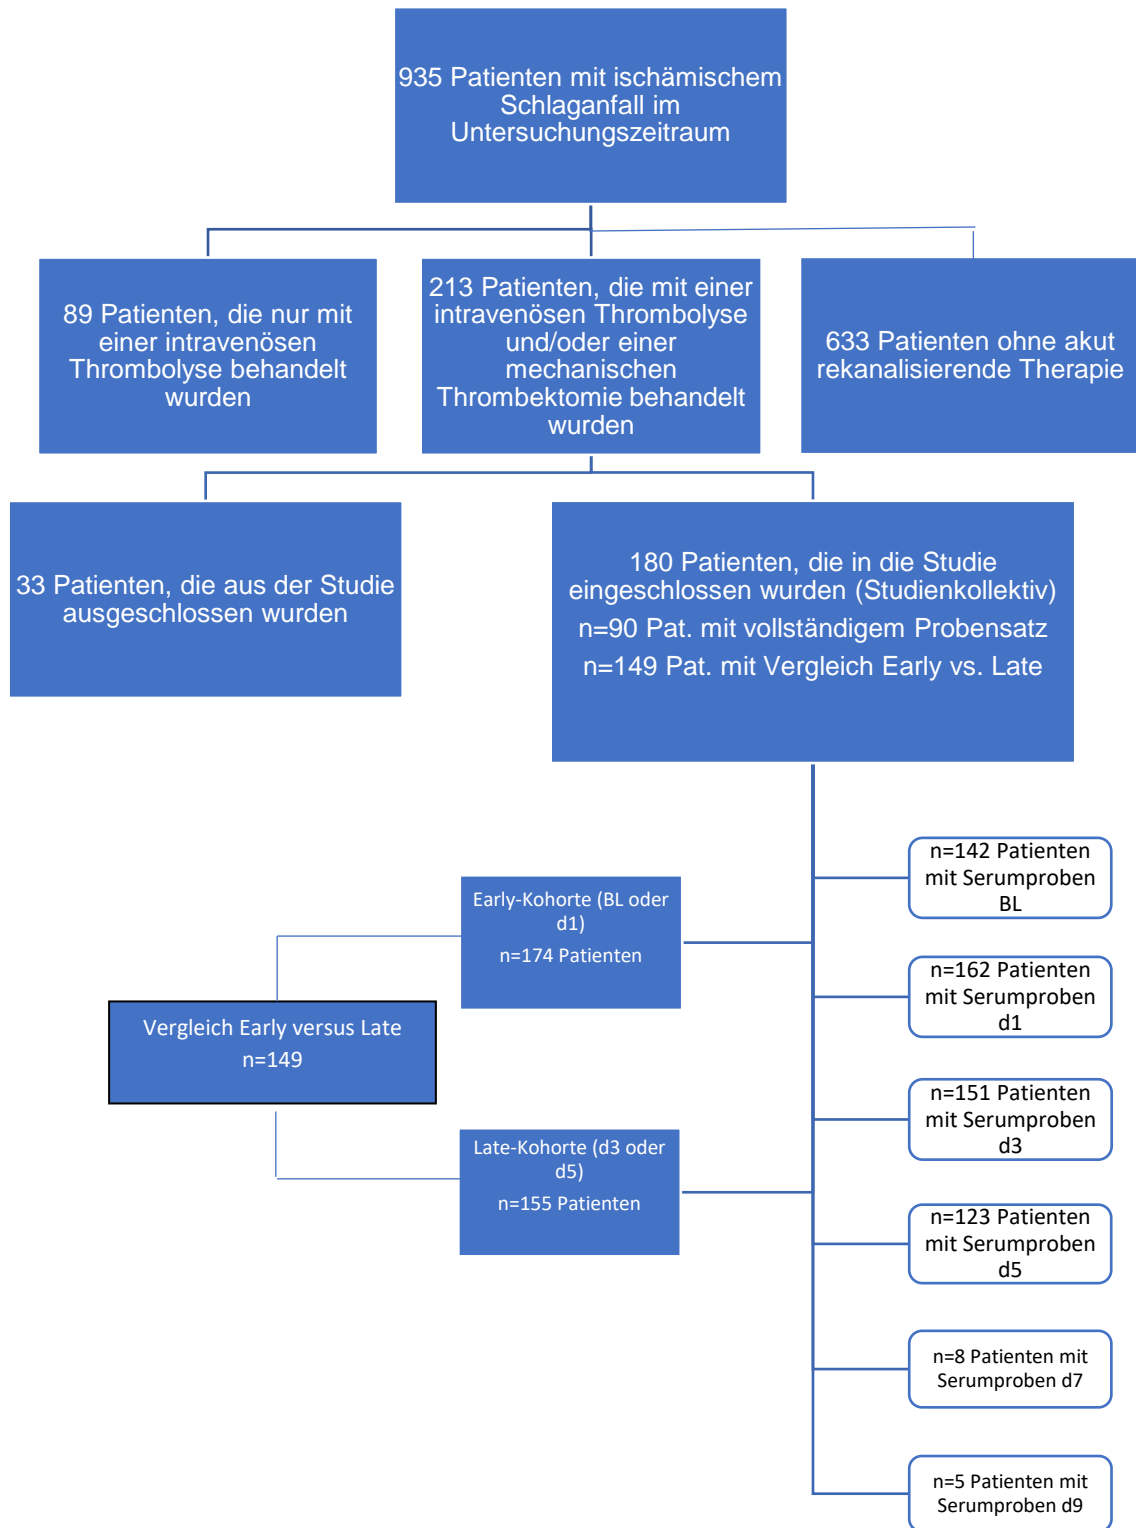 935 Patienten mit ischämischem
Schlaganfall im
Untersuchungszeitraum
89 Patienten, die nur mit
einer intravenösen
Thrombolyse behandelt
wurden
213 Patienten, die mit einer
intravenösen Thrombolyse
und/oder einer
mechanischen
Thrombektomie behandelt
wurden
633 Patienten ohne akut
rekanalisierende Therapie
33 Patienten, die aus der Studie
ausgeschlossen wurden
180 Patienten, die in die Studie
eingeschlossen wurden (Studienkollektiv)
n=90 Pat. mit vollständigem Probensatz
n=149 Pat. mit Vergleich Early vs. Late
n=142 Patienten
mit Serumproben
BL
Early-Kohorte (BL oder
d1)
n=174 Patienten
n=162 Patienten
mit Serumproben
d1
Vergleich Early versus Late
n=149
n=151 Patienten
mit Serumproben
d3
Late-Kohorte (d3 oder
d5)
n=155 Patienten
n=123 Patienten
mit Serumproben
d5
n=8 Patienten mit
Serumproben d7
n=5 Patienten mit
Serumproben d9